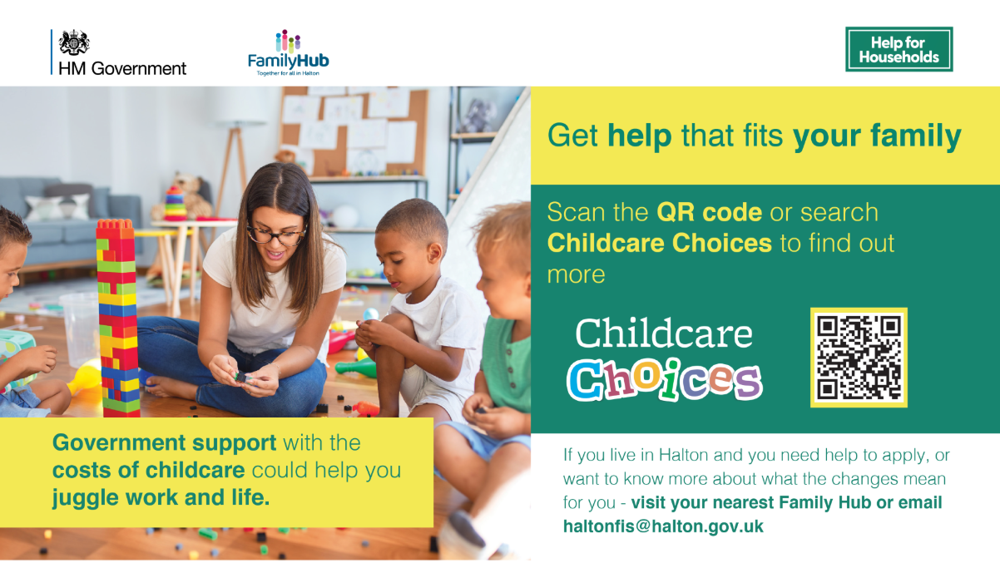 HM Government
FamilyHub
Together for all in Halton
Help for
Households
Get help that fits your family
Scan the QR code or search
Childcare Choices to find out
more
Childcare
Choices
Government support with the
costs of childcare could help you
juggle work and life.
If you live in Halton and you need help to apply, or
want to know more about what the changes mean
for you - visit your nearest Family Hub or email
haltonfis@halton.gov.uk